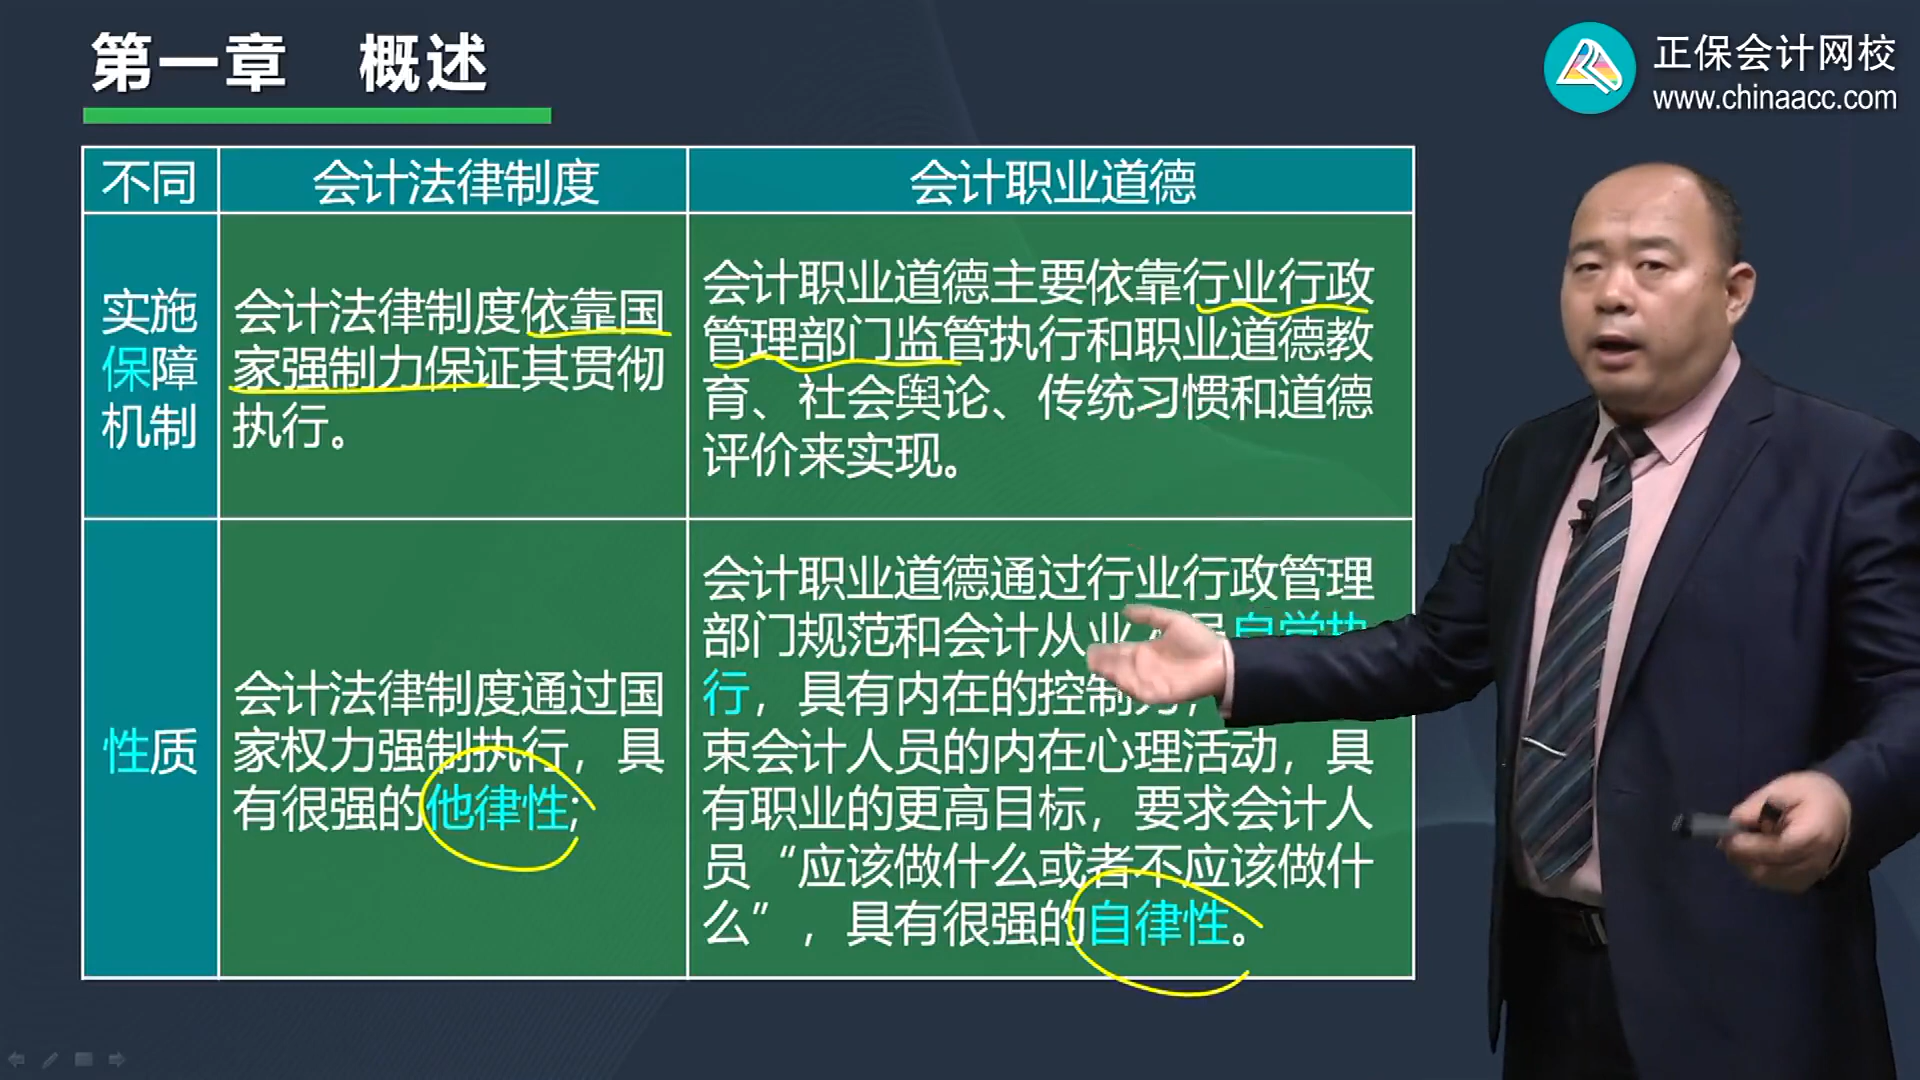 第一章 概述
正保会计网校
www.chinaacc.com
不同
会计法律制度
会计职业道德
实施
保障
机制
会计法律制度依靠国
家强制力保证其贯彻
执行。
会计职业道德主要依靠行业行政
管理部门监管执行和职业道德教
育、社会舆论、传统习惯和道德
评价来实现。
性质
会计法律制度通过国
家权力强制执行，具
有很强的他律性;
会计职业道德通过行业行政管理
部门规范和会计从业
行，具有内在的控制
束会计人员的内在心理活动，具
有职业的更高目标，要求会计人
员“应该做什么或者不应该做什
么”，具有很强的自律性。